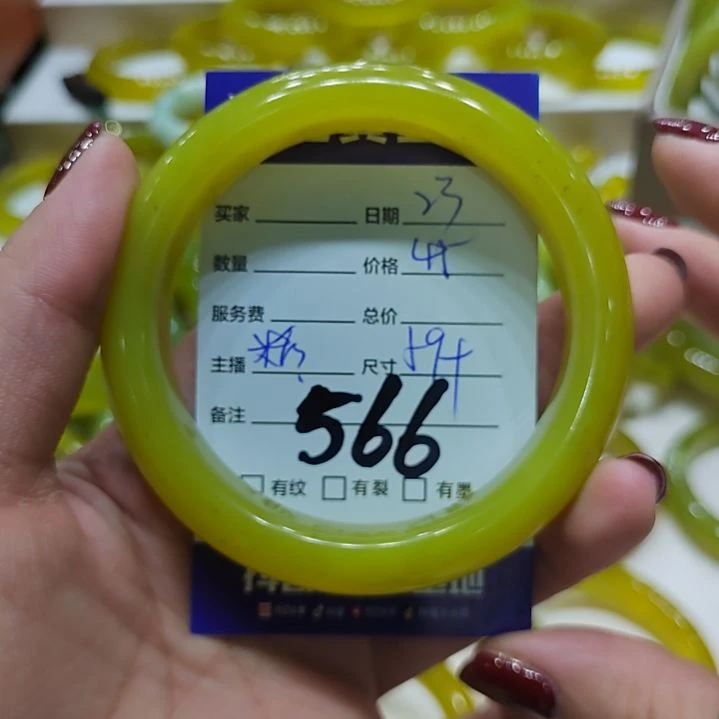 买家 日期 23
数量 价格 45
服务费 总价
主播 尺寸 59+
备注 566
有纹 有裂 有墨